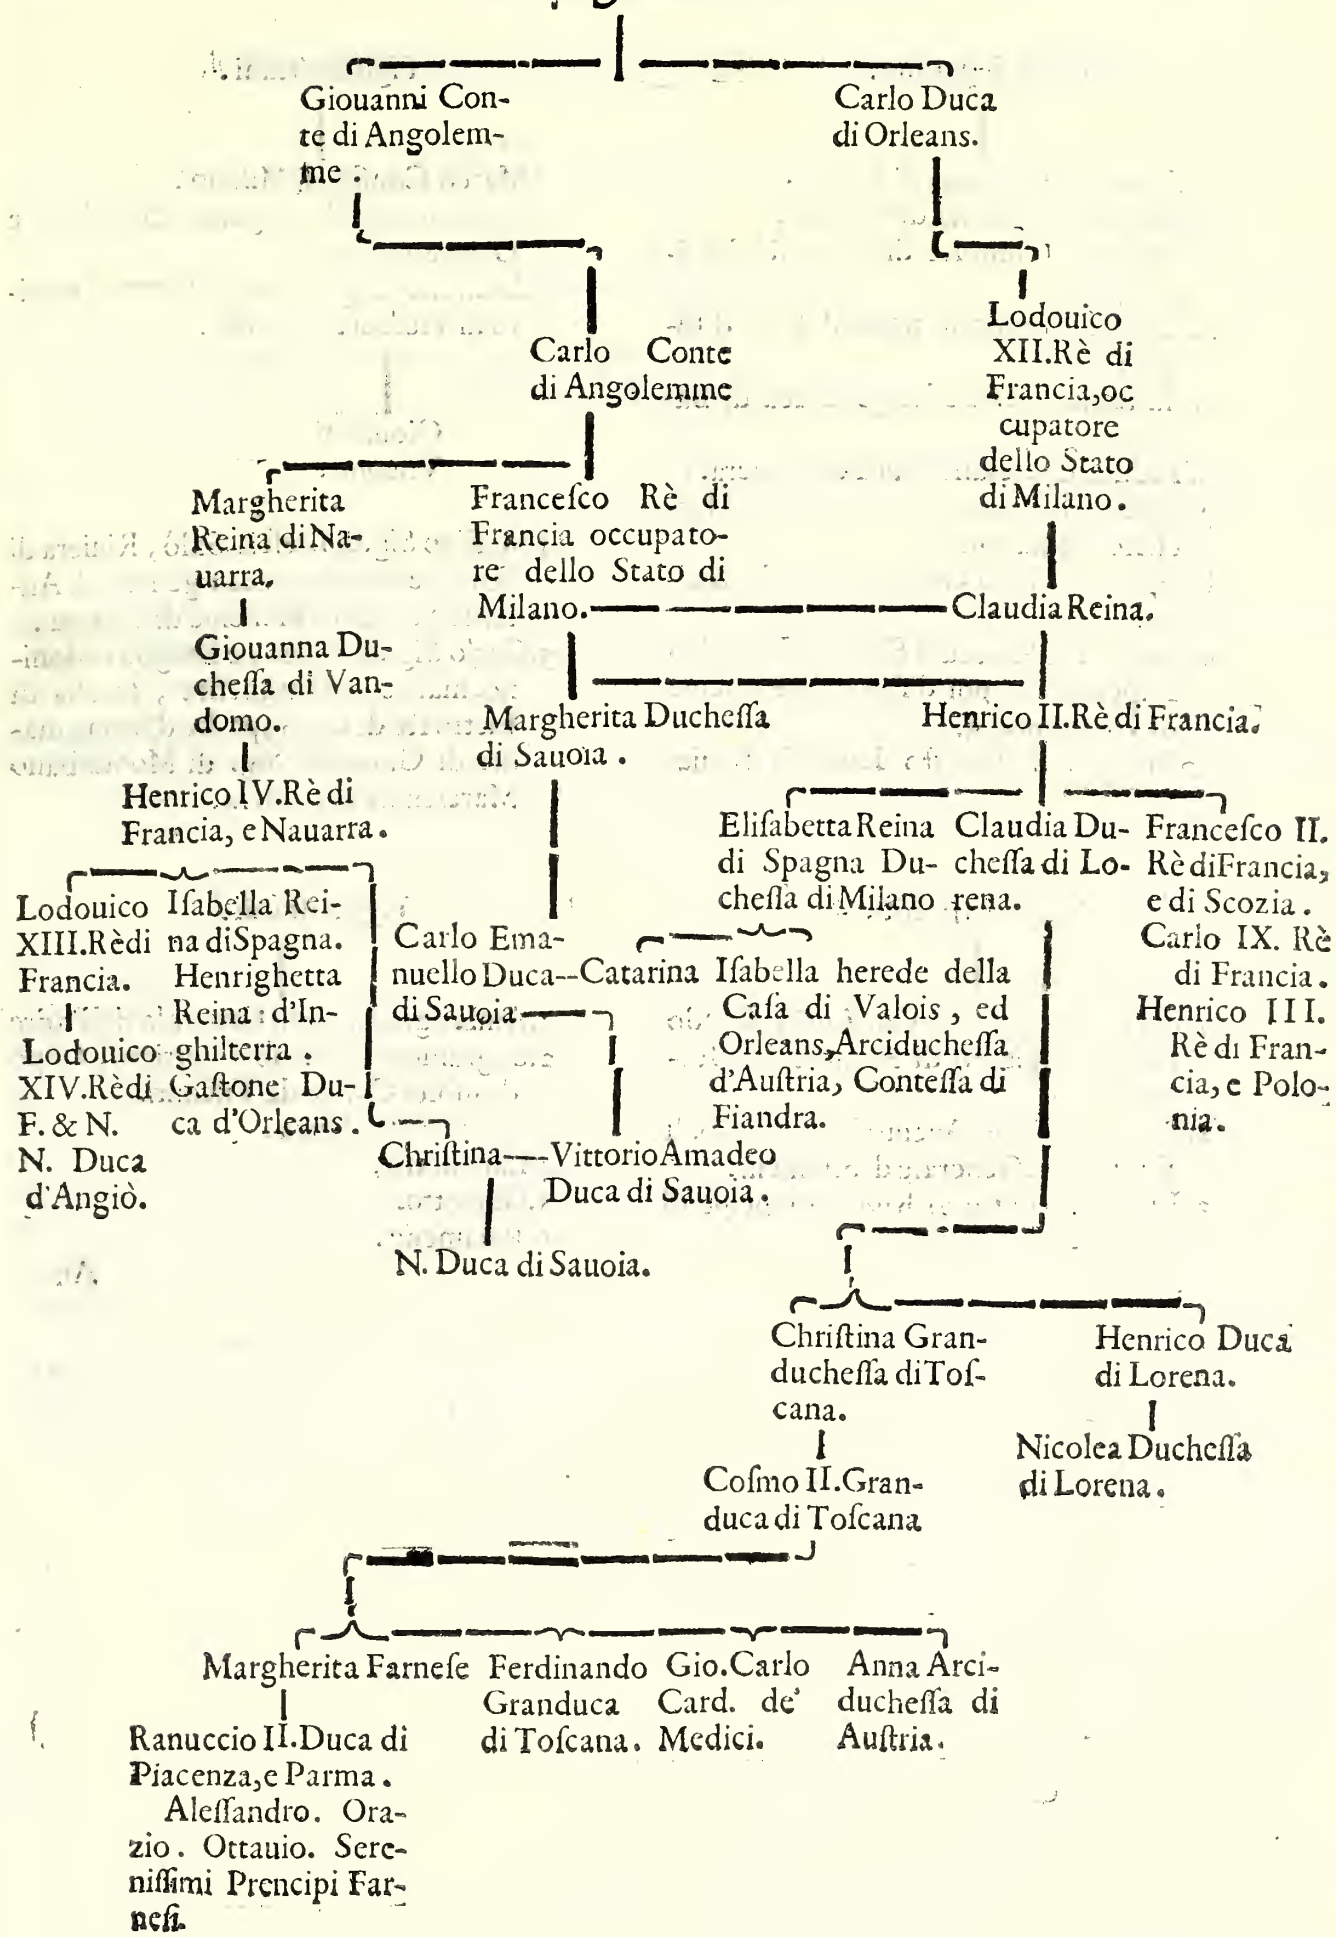 Giouanni Con-
te di Angolem-
me .
Carlo Duca
di Orleans.
Lodouico
XII.Rè di
Francia,oc
cupatore
dello Stato
di Milano .
Carlo Conte
di Angolemme
Margherita
Reina di Na-
uarra.
Franceſco Rè di
Francia occupato-
re dello Stato di
Milano.
Claudia Reina.
Giouanna Du-
cheſſa di Van-
domo.
Margherita Ducheſſa
di Sauoia .
Henrico II.Rè di Francia.
Henrico IV.Rè di
Francia, e Nauarra .
Eliſabetta Reina
di Spagna Du-
cheſſa di Milano
Claudia Du-
cheſſa di Lo-
rena.
Franceſco II.
Rè di Francia,
e di Scozia .
Carlo IX. Rè
di Francia .
Henrico III.
Rè di Fran-
cia, e Polo-
nia .
Lodouico
XIII.Rè di
Francia.
Iſabella Rei-
na di Spagna.
Henrighetta
Reina d'In-
ghilterra .
Gaſtone Du-
ca d'Orleans .
Lodouico
XIV.Rè di
F. & N.
N. Duca
d'Angiò.
Carlo Ema-
nuello Duca
di Sauoia
Catarina
Iſabella herede della
Caſa di Valois , ed
Orleans,Arciducheſſa
d'Auſtria, Conteſſa di
Fiandra.
Chriſtina
Vittorio Amadeo
Duca di Sauoia .
N. Duca di Sauoia.
Chriſtina Gran-
ducheſſa di Toſ-
cana.
Henrico Duca
di Lorena.
Nicolea Ducheſſa
di Lorena .
Coſmo II.Gran-
duca di Toſcana
Margherita Farneſe
Ferdinando
Granduca
di Toſcana .
Gio.Carlo
Card. de'
Medici.
Anna Arci-
ducheſſa di
Auſtria.
Ranuccio II.Duca di
Piacenza,e Parma .
Aleſſandro. Ora-
zio . Ottauio. Sere-
niſſimi Prencipi Far-
neſi.